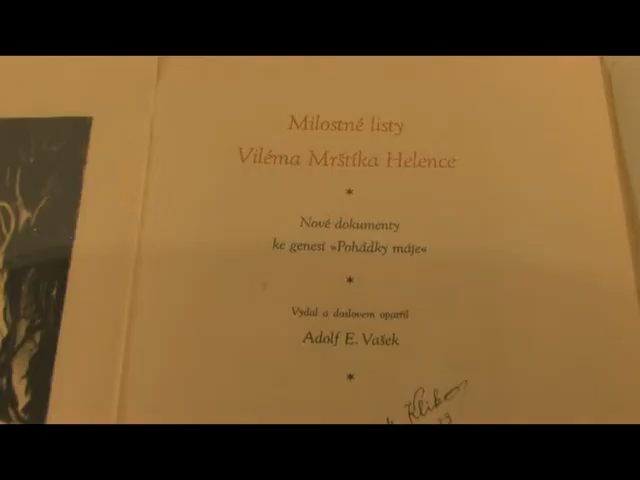 Milostné listy
Viléma Mrštíka Helence
*
Nové dokumenty
ke genesi »Pohádky máje«
*
Vydal a doslovem opatřil
Adolf E. Vašek
*